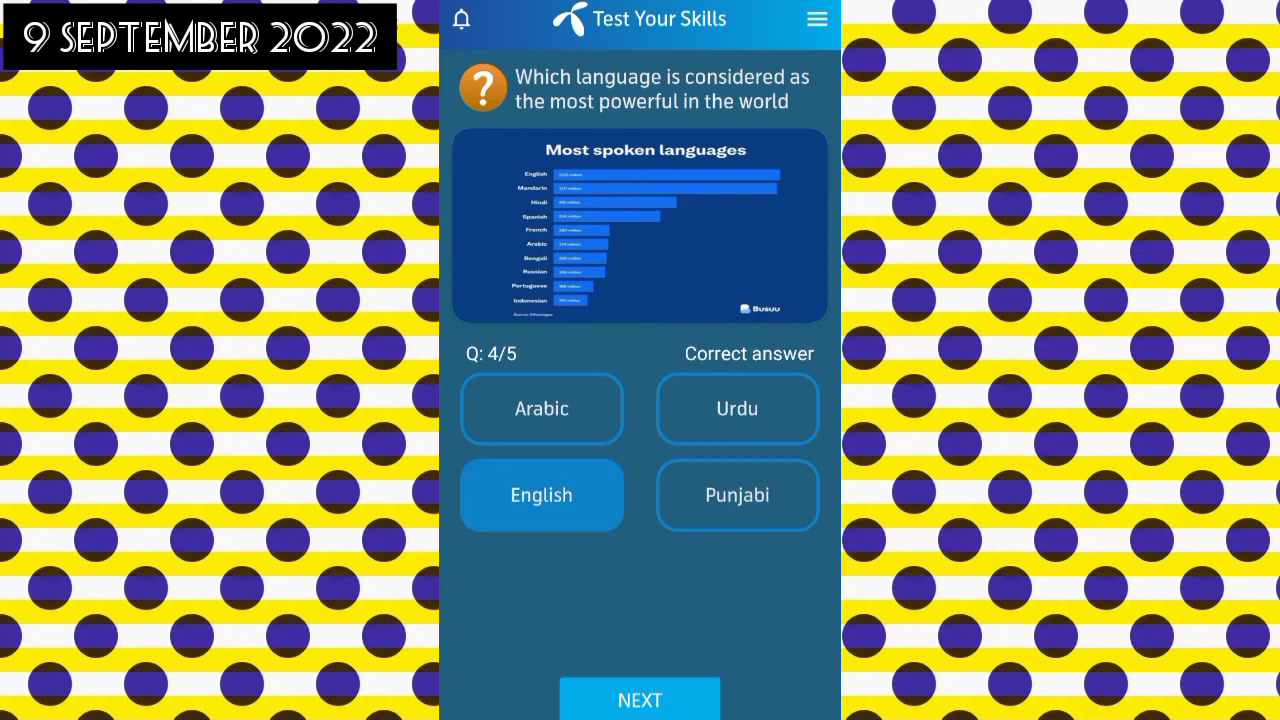 9 SEPTEMBER 2022
Test Your Skills
?
Which language is considered as
the most powerful in the world
Most spoken languages
English
Mandarin
Hindi
Spanish
French
Arabic
Bengali
Russian
Portuguese
Indonesian
Busuu
Q: 4/5
Correct answer
Arabic
Urdu
English
Punjabi
NEXT